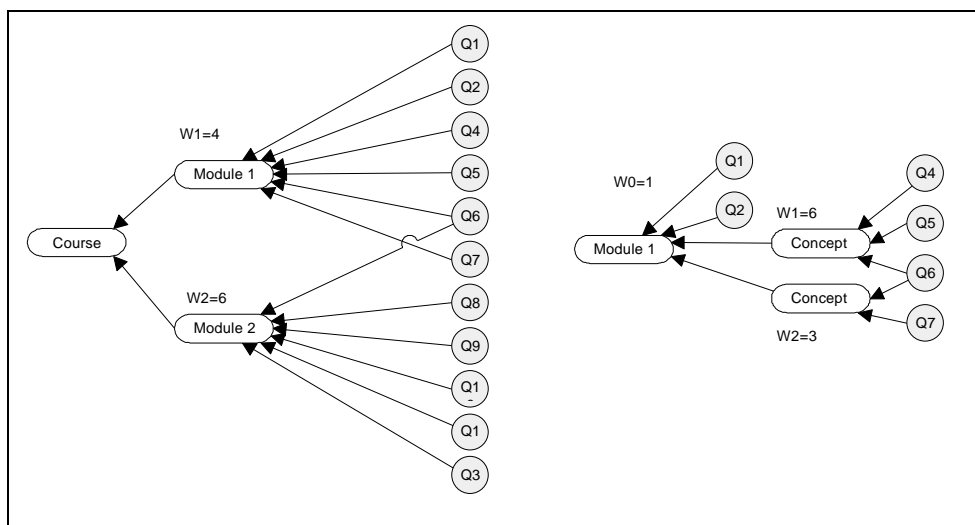 Q1
Q2
W1=4
Q4
Module 1
Q5
Q6
Course
Q7
W2=6
Q8
Module 2
Q9
Q1
Q1
Q3
Q1
W0=1
Q4
Q2
W1=6
Q5
Module 1
Concept
Q6
Concept
Q7
W2=3